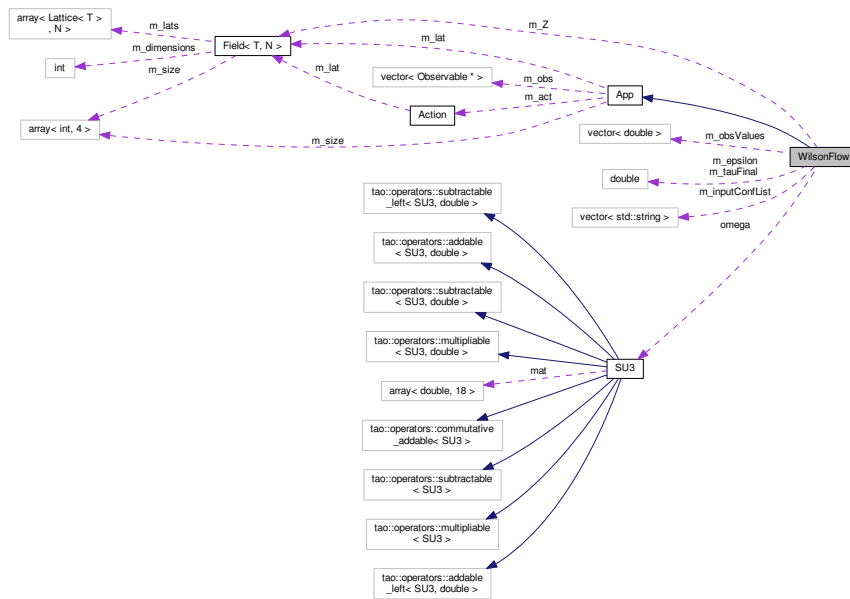 array< Lattice< T >
, N >
m_lats
m_Z
m_dimensions
Field< T, N >
m_lat
int
m_size
m_lat
vector< Observable * >
m_obs
App
m_act
Action
array< int, 4 >
m_size
vector< double >
m_obsValues
WilsonFlow
m_epsilon
m_tauFinal
double
m_inputConfList
vector< std::string >
omega
tao::operators::subtractable
_left< SU3, double >
tao::operators::addable
< SU3, double >
tao::operators::subtractable
< SU3, double >
tao::operators::multipliable
< SU3, double >
mat
SU3
array< double, 18 >
tao::operators::commutative
_addable< SU3 >
tao::operators::subtractable
< SU3 >
tao::operators::multipliable
< SU3 >
tao::operators::addable
_left< SU3, double >